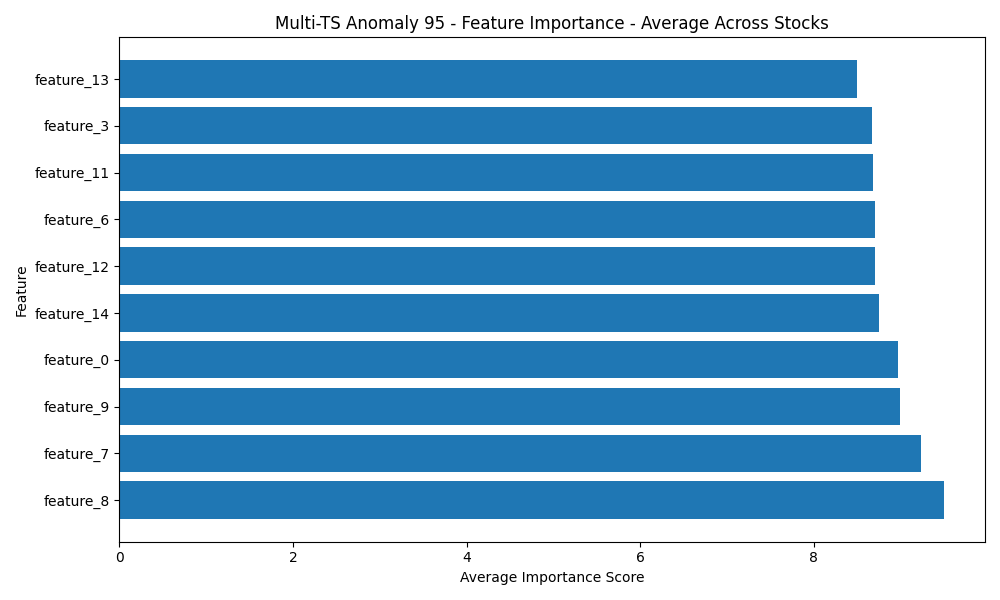 Multi-TS Anomaly 95 - Feature Importance - Average Across Stocks
feature_13
feature_3
feature_11
feature_6
feature_12
feature_14
feature_0
feature_9
feature_7
feature_8
Feature
0 2 4 6 8
Average Importance Score